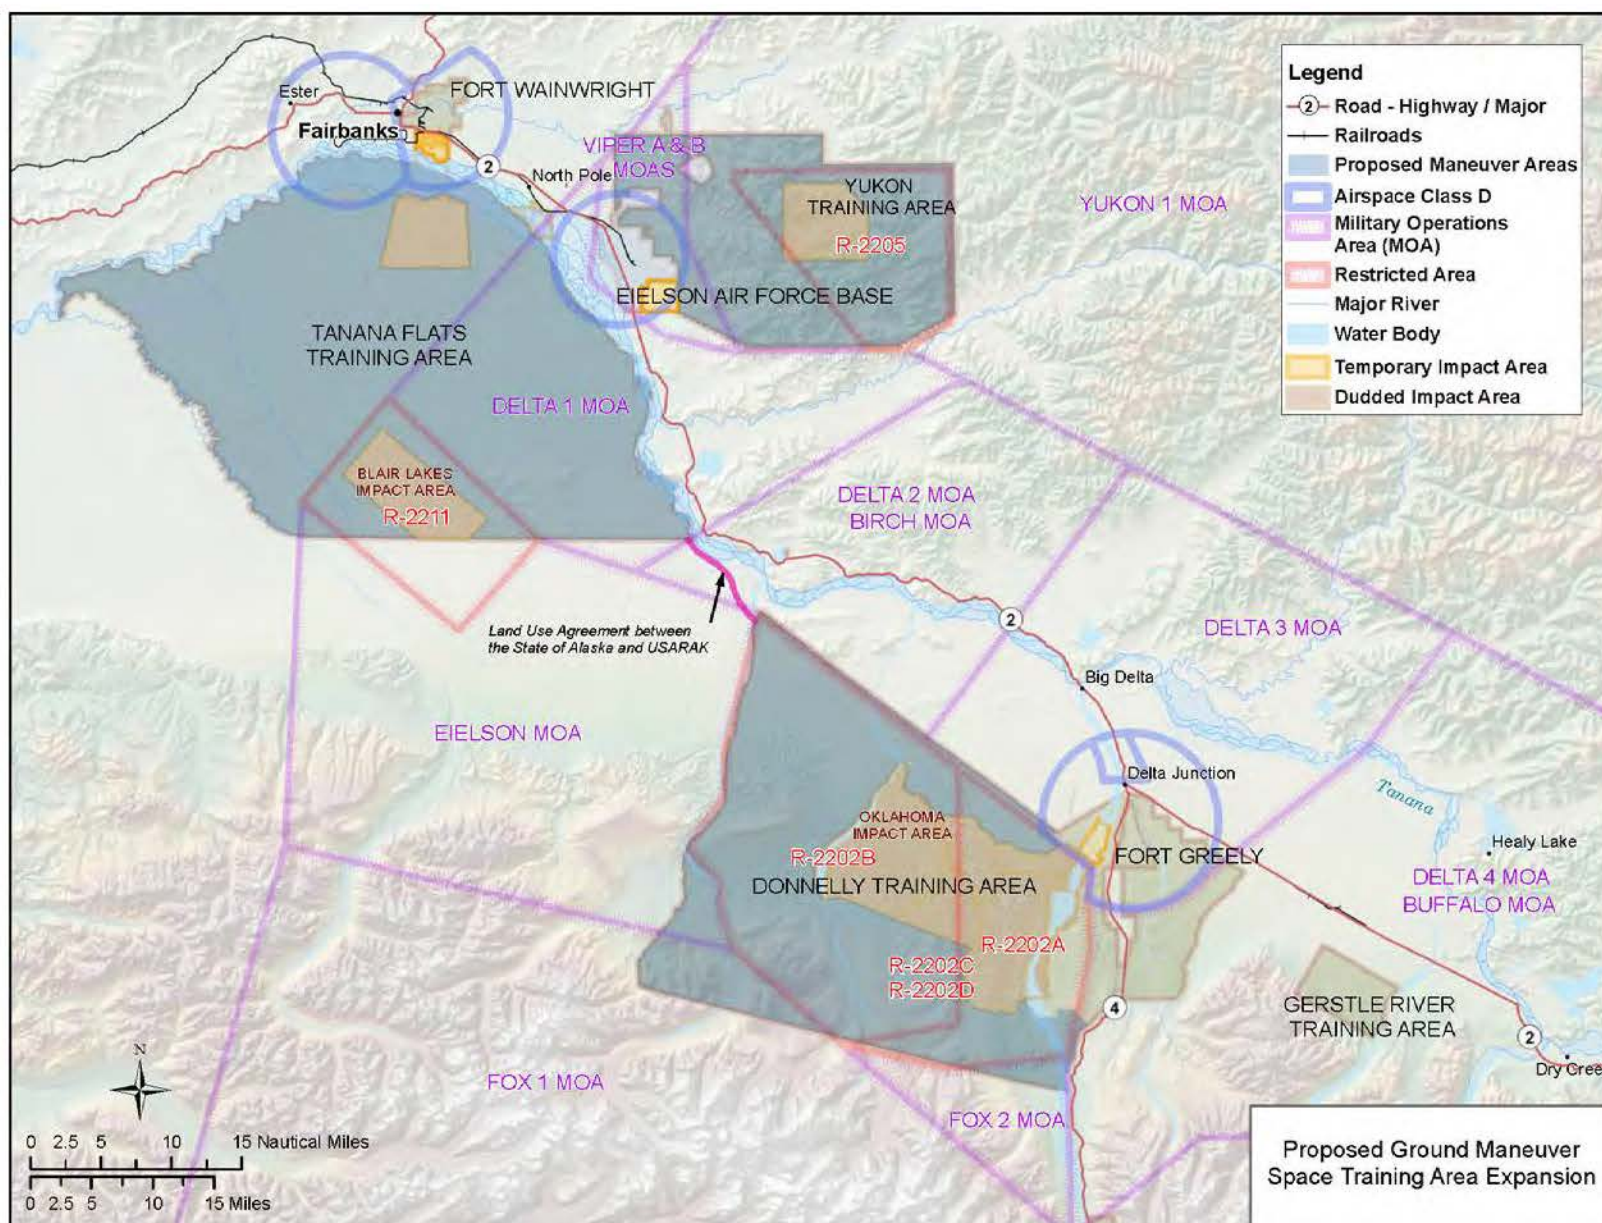 Legend
2
Road - Highway / Major
Railroads
Proposed Maneuver Areas
Airspace Class D
Military Operations
Area (MOA)
Restricted Area
Major River
Water Body
Temporary Impact Area
Dudded Impact Area
Ester
FORT WAINWRIGHT
Fairbanks
2
North Pole
VIPER A & B
MOAS
YUKON
TRAINING AREA
R-2205
YUKON 1 MOA
EIELSON AIR FORCE BASE
TANANA FLATS
TRAINING AREA
DELTA 1 MOA
BLAIR LAKES
IMPACT AREA
R-2211
DELTA 2 MOA
BIRCH MOA
2
DELTA 3 MOA
Land Use Agreement between
the State of Alaska and USARAK
Big Delta
EIELSON MOA
Delta Junction
Tanana
OKLAHOMA
IMPACT AREA
R-2202B
DONNELLY TRAINING AREA
FORT GREELY
Healy Lake
DELTA 4 MOA
BUFFALO MOA
R-2202A
R-2202C
R-2202D
4
GERSTLE RIVER
TRAINING AREA
2
Dry Cree
FOX 1 MOA
FOX 2 MOA
N
0 2.5 5 10 15 Nautical Miles
0 2.5 5 10 15 Miles
Proposed Ground Maneuver
Space Training Area Expansion